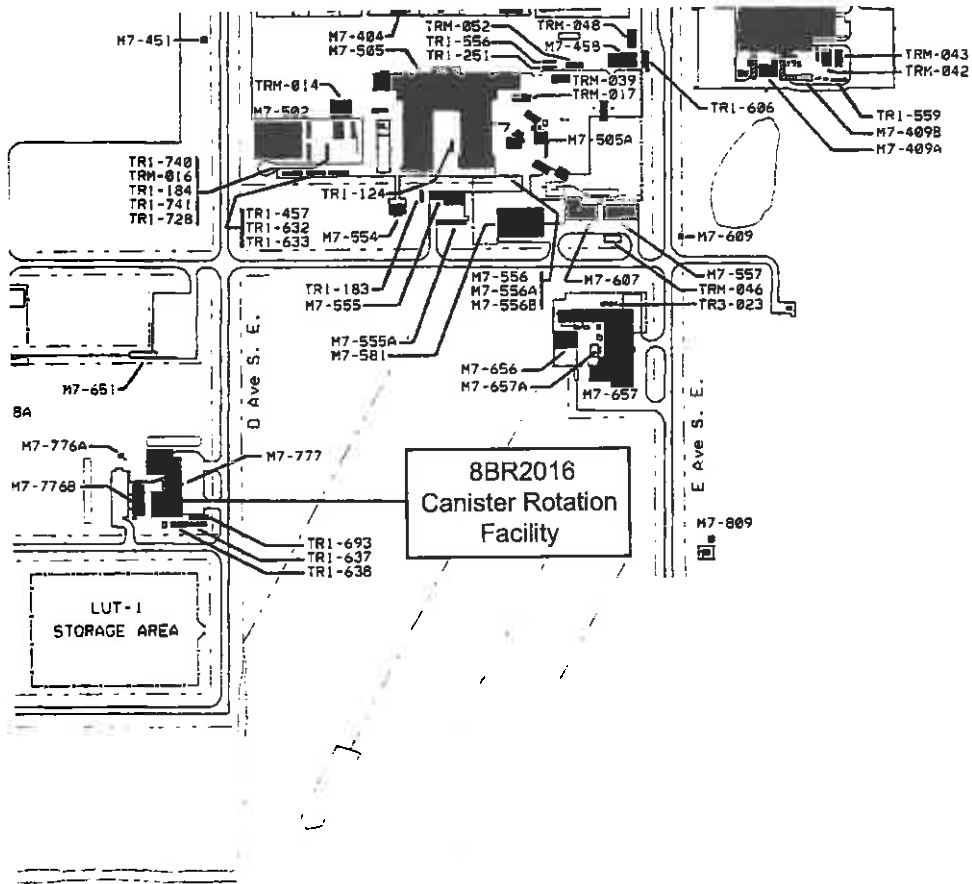 M7-451
M7-404
M7-505
TRM-052
TR1-556
TR1-251
TRM-048
M7-458
TRM-043
TRM-042
TRM-014
M7-502
TRM-039
TRM-017
TR1-606
TR1-559
M7-409B
M7-409A
M7-505A
TR1-740
TRM-016
TR1-184
TR1-741
TR1-728
TR1-124
TR1-457
TR1-632
TR1-633
M7-554
M7-609
TR1-183
M7-555
M7-556
M7-556A
M7-556B
M7-607
M7-557
TRM-046
TR3-023
M7-555A
M7-581
M7-651
M7-656
M7-657A
M7-657
D Ave S. E.
E Ave S. E.
8A
M7-776A
M7-777
M7-776B
8BR2016
Canister Rotation
Facility
M7-809
TR1-693
TR1-637
TR1-638
LUT-1
STORAGE AREA